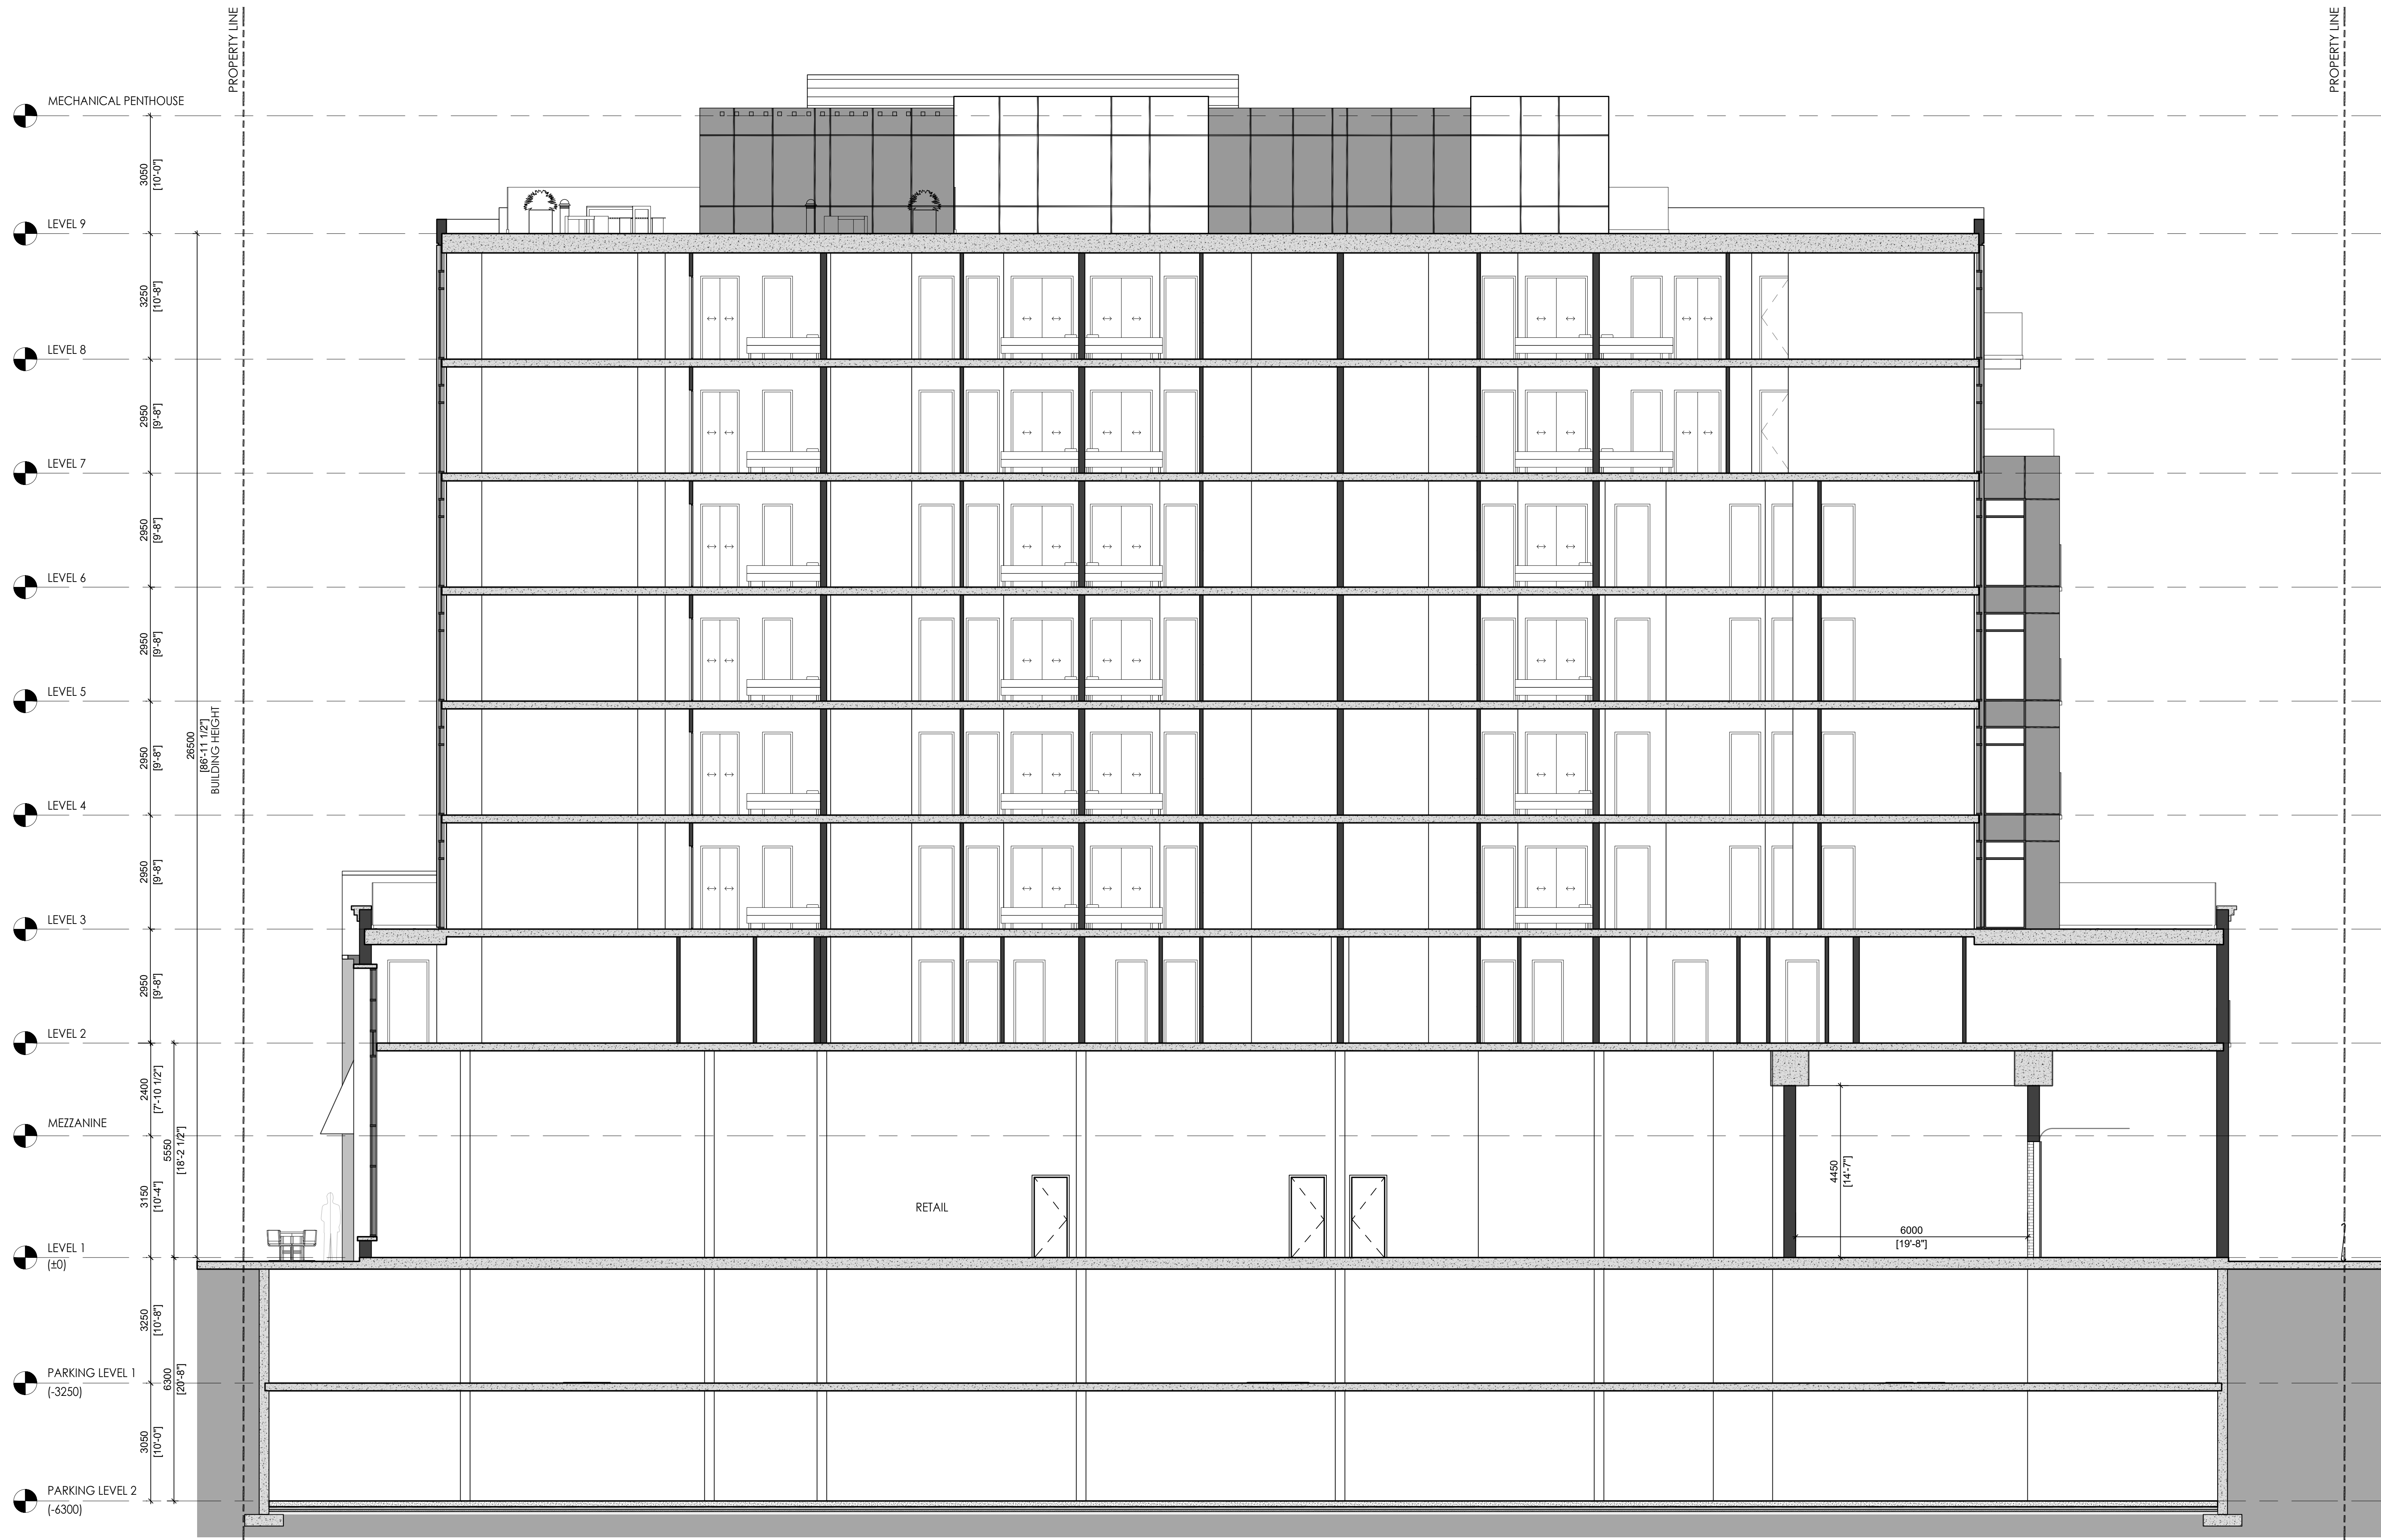 PROPERTY LINE
PROPERTY LINE
MECHANICAL PENTHOUSE
3050
[10'-0"]
LEVEL 9
3250
[10'-8"]
LEVEL 8
2950
[9'-8"]
LEVEL 7
2950
[9'-8"]
LEVEL 6
2950
[9'-8"]
LEVEL 5
26500
[86'-11 1/2"]
BUILDING HEIGHT
2950
[9'-8"]
LEVEL 4
2950
[9'-8"]
LEVEL 3
2950
[9'-8"]
LEVEL 2
2400
[7'-10 1/2"]
MEZZANINE
5550
[18'-2 1/2"]
3150
[10'-4"]
RETAIL
4450
[14'-7"]
6000
[19'-8"]
LEVEL 1
(±0)
3250
[10'-8"]
PARKING LEVEL 1
(-3250)
6300
[20'-8"]
3050
[10'-0"]
PARKING LEVEL 2
(-6300)